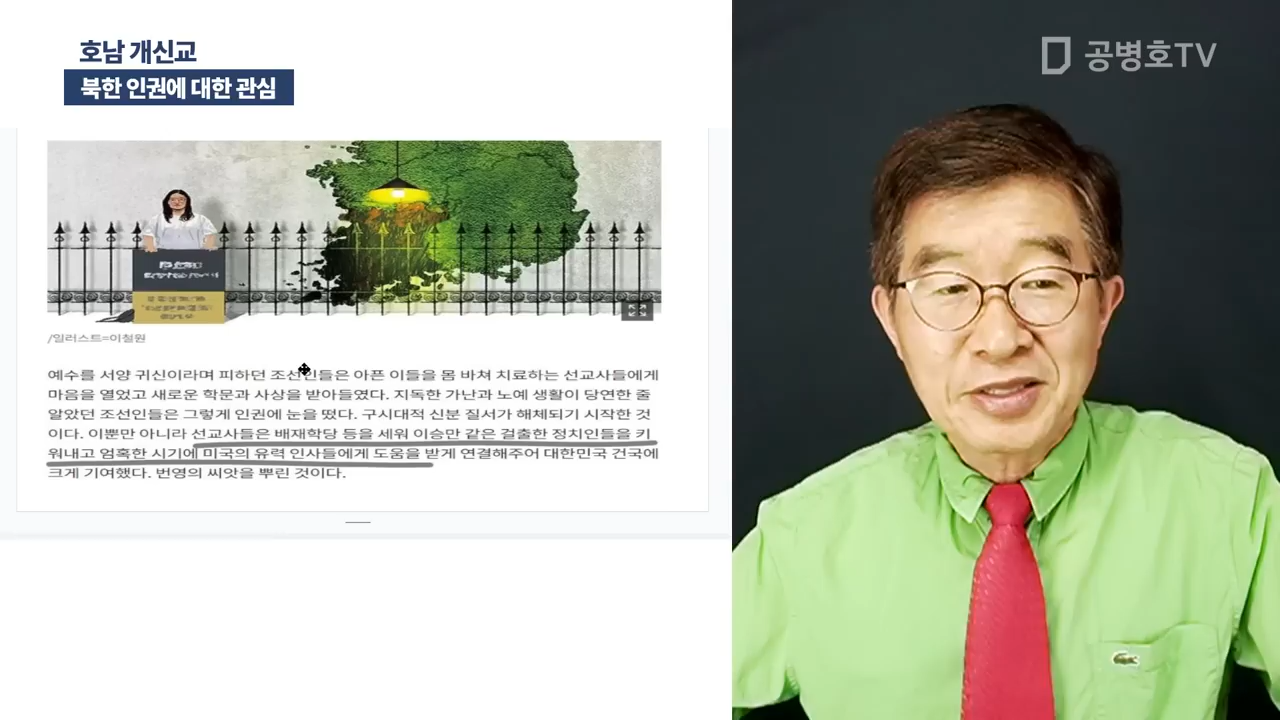 호남 개신교
북한 인권에 대한 관심
공병호TV
/일러스트=이철원
예수를 서양 귀신이라며 피하던 조선인들은 아픈 이들을 몸 바쳐 치료하는 선교사들에게
마음을 열었고 새로운 학문과 사상을 받아들였다. 지독한 가난과 노예 생활이 당연한 줄
알았던 조선인들은 그렇게 인권에 눈을 떴다. 구시대적 신분 질서가 해체되기 시작한 것
이다. 이뿐만 아니라 선교사들은 배재학당 등을 세워 이승만 같은 걸출한 정치인들을 키
워내고 엄혹한 시기에 미국의 유력 인사들에게 도움을 받게 연결해주어 대한민국 건국에
크게 기여했다. 번영의 씨앗을 뿌린 것이다.